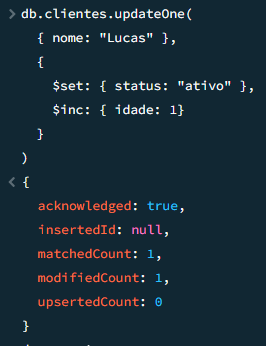 > db.clientes.updateOne(
{ nome: "Lucas" },
{
$set: { status: "ativo" },
$inc: { idade: 1}
}
)
< {
acknowledged: true,
insertedId: null,
matchedCount: 1,
modifiedCount: 1,
upsertedCount: 0
}